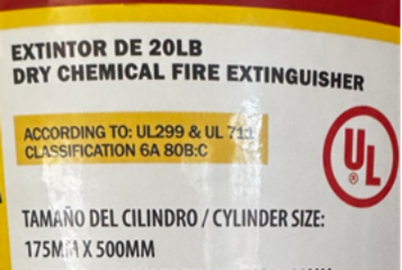 EXTINTOR DE 20LB
DRY CHEMICAL FIRE EXTINGUISHER
ACCORDING TO: UL299 & UL 711
CLASSIFICATION 6A 80B:C
UL
®
TAMAÑO DEL CILINDRO / CYLINDER SIZE:
175MM X 500MM